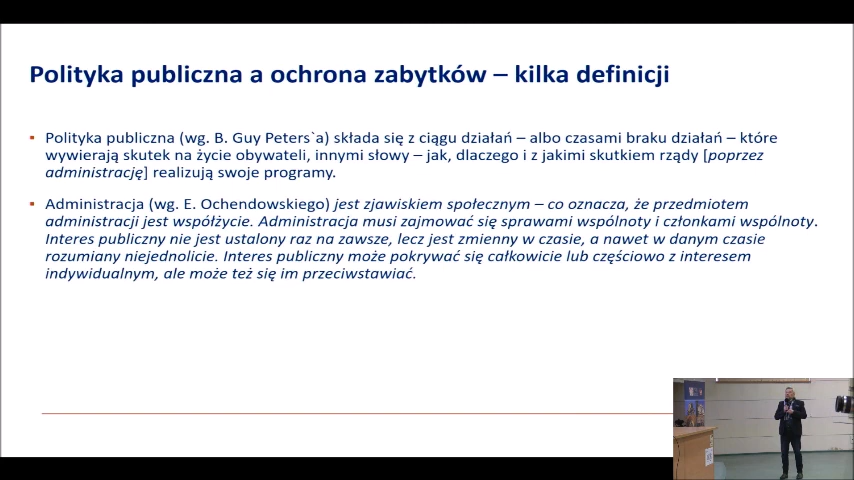 Polityka publiczna a ochrona zabytków – kilka definicji
▪ Polityka publiczna (wg. B. Guy Peters`a) składa się z ciągu działań – albo czasami braku działań – które
wywierają skutek na życie obywateli, innymi słowy – jak, dlaczego i z jakimi skutkiem rządy [poprzez
administrację] realizują swoje programy.
▪ Administracja (wg. E. Ochendowskiego) jest zjawiskiem społecznym – co oznacza, że przedmiotem
administracji jest współżycie. Administracja musi zajmować się sprawami wspólnoty i członkami wspólnoty.
Interes publiczny nie jest ustalony raz na zawsze, lecz jest zmienny w czasie, a nawet w danym czasie
rozumiany niejednolicie. Interes publiczny może pokrywać się całkowicie lub częściowo z interesem
indywidualnym, ale może też się im przeciwstawiać.